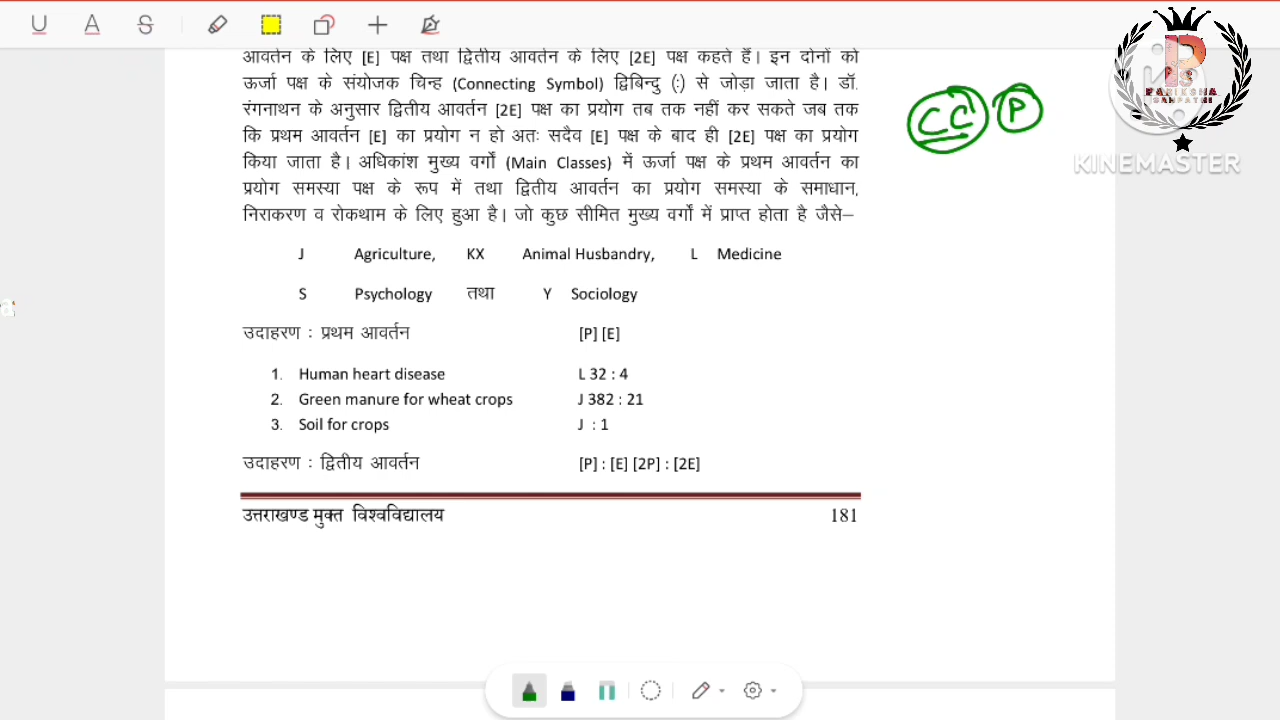 आवर्तन के लिए [E] पक्ष तथा द्वितीय आवर्तन के लिए [2E] पक्ष कहते हैं। इन दोनों को
ऊर्जा पक्ष के संयोजक चिन्ह (Connecting Symbol) द्विबिन्दु (:) से जोड़ा जाता है। डॉ.
रंगनाथन के अनुसार द्वितीय आवर्तन [2E] पक्ष का प्रयोग तब तक नहीं कर सकते जब तक
कि प्रथम आवर्तन [E] का प्रयोग न हो अतः सदैव [E] पक्ष के बाद ही [2E] पक्ष का प्रयोग
किया जाता है। अधिकांश मुख्य वर्गों (Main Classes) में ऊर्जा पक्ष के प्रथम आवर्तन का
प्रयोग समस्या पक्ष के रूप में तथा द्वितीय आवर्तन का प्रयोग समस्या के समाधान,
निराकरण व रोकथाम के लिए हुआ है। जो कुछ सीमित मुख्य वर्गों में प्राप्त होता है जैसे–
CC P
PARIKSHA
KINEMASTER
J Agriculture, KX Animal Husbandry, L Medicine
S Psychology तथा Y Sociology
उदाहरण : प्रथम आवर्तन [P] [E]
1. Human heart disease L 32 : 4
2. Green manure for wheat crops J 382 : 21
3. Soil for crops J : 1
उदाहरण : द्वितीय आवर्तन [P] : [E] [2P] : [2E]
उत्तराखण्ड मुक्त विश्वविद्यालय 181